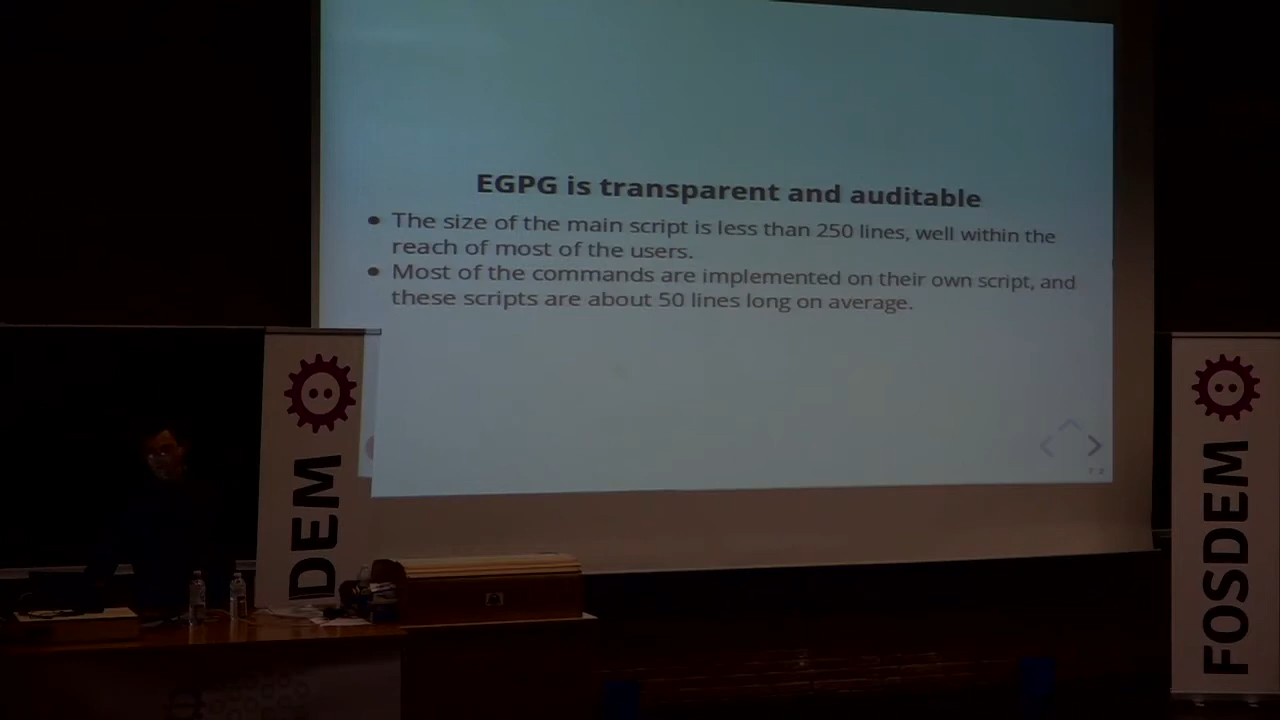 EGPG is transparent and auditable
The size of the main script is less than 250 lines, well within the
reach of most of the users.
Most of the commands are implemented on their own script, and
these scripts are about 50 lines long on average.
DEM
FOSDEM